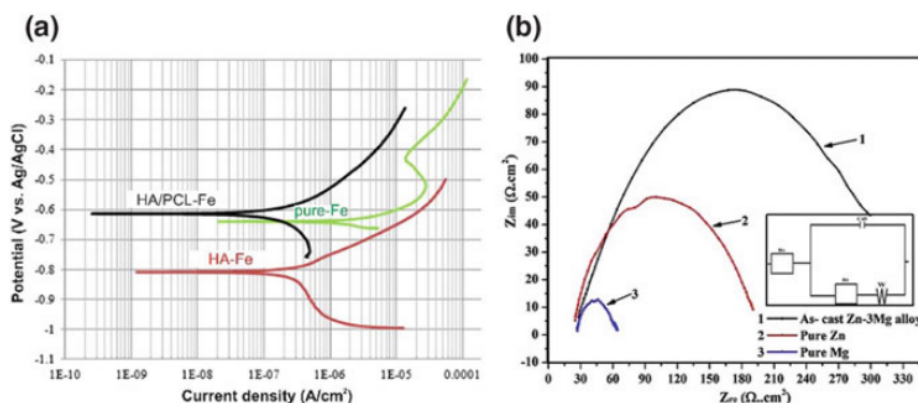 (a)
-0.1
-0.2
-0.3
-0.4
-0.5
-0.6
-0.7
-0.8
-0.9
-1
-1.1
Potential (V vs. Ag/AgCl)
HA/PCL-Fe
pure-Fe
HA-Fe
1E-10 1E-09 1E-08 1E-07 1E-06 1E-05 0.0001
Current density (A/cm²)
(b)
100
90
80
70
60
50
40
30
20
10
0
-10
Zim (Ω.cm²)
1
2
3
1 As- cast Zn-3Mg alloy
2 Pure Zn
3 Pure Mg
0 30 60 90 120 150 180 210 240 270 300 330
Zre (Ω.cm²)